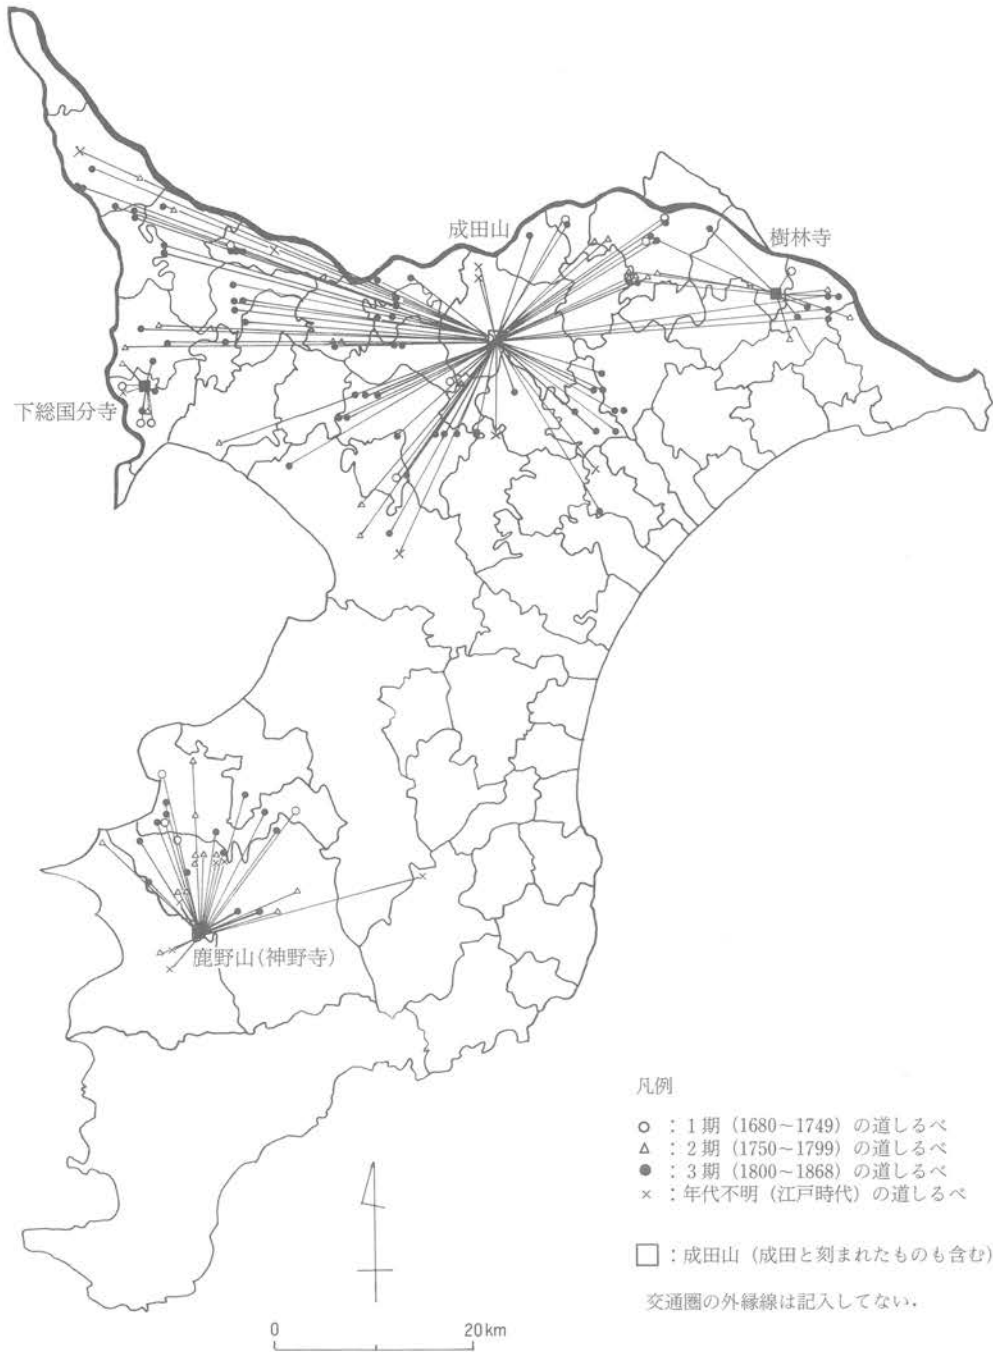 成田山
樹林寺
下総国分寺
鹿野山(神野寺)
凡例
○ : 1期(1680～1749)の道しるべ
△ : 2期(1750～1799)の道しるべ
● : 3期(1800～1868)の道しるべ
× : 年代不明(江戸時代)の道しるべ
□ : 成田山(成田と刻まれたものも含む)
交通圏の外縁線は記入してない.
0 20km